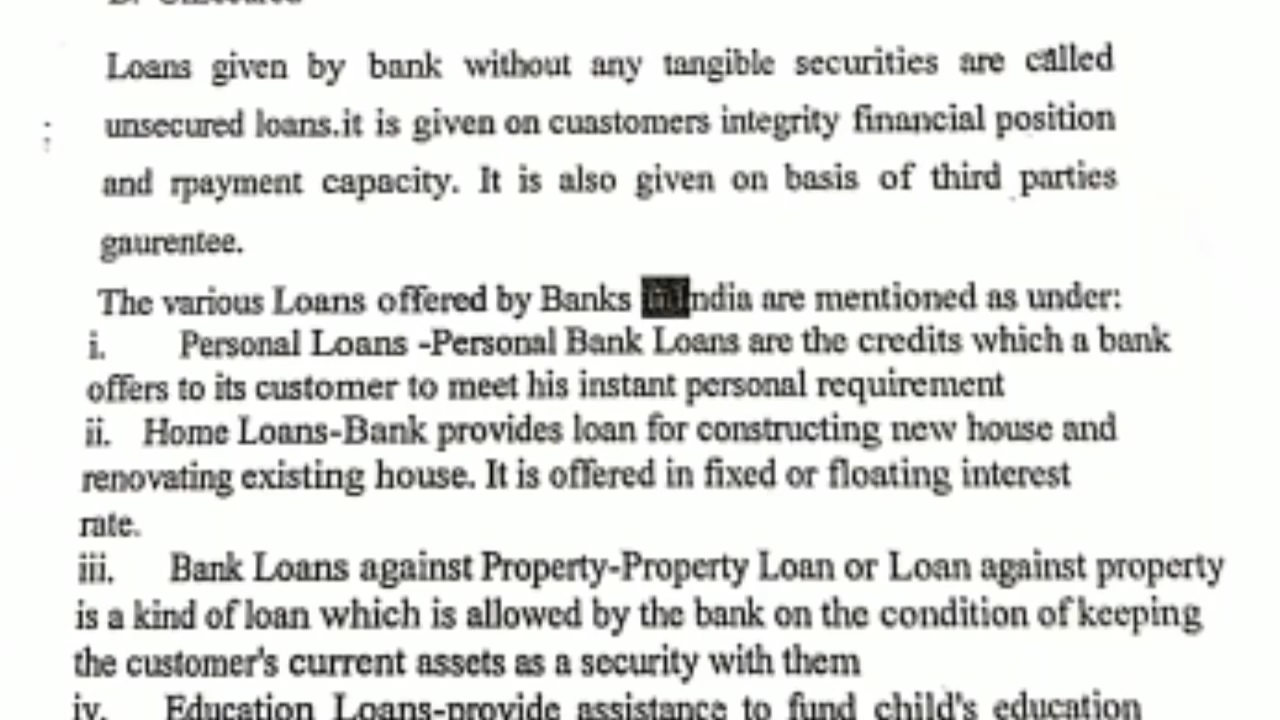 Loans given by bank without any tangible securities are called
unsecured loans.it is given on cuastomers integrity financial position
and rpayment capacity. It is also given on basis of third parties
gaurentee.
The various Loans offered by Banks in India are mentioned as under:
i. Personal Loans -Personal Bank Loans are the credits which a bank
offers to its customer to meet his instant personal requirement
ii. Home Loans-Bank provides loan for constructing new house and
renovating existing house. It is offered in fixed or floating interest
rate.
iii. Bank Loans against Property-Property Loan or Loan against property
is a kind of loan which is allowed by the bank on the condition of keeping
the customer's current assets as a security with them
iv. Education Loans-provide assistance to fund child's education